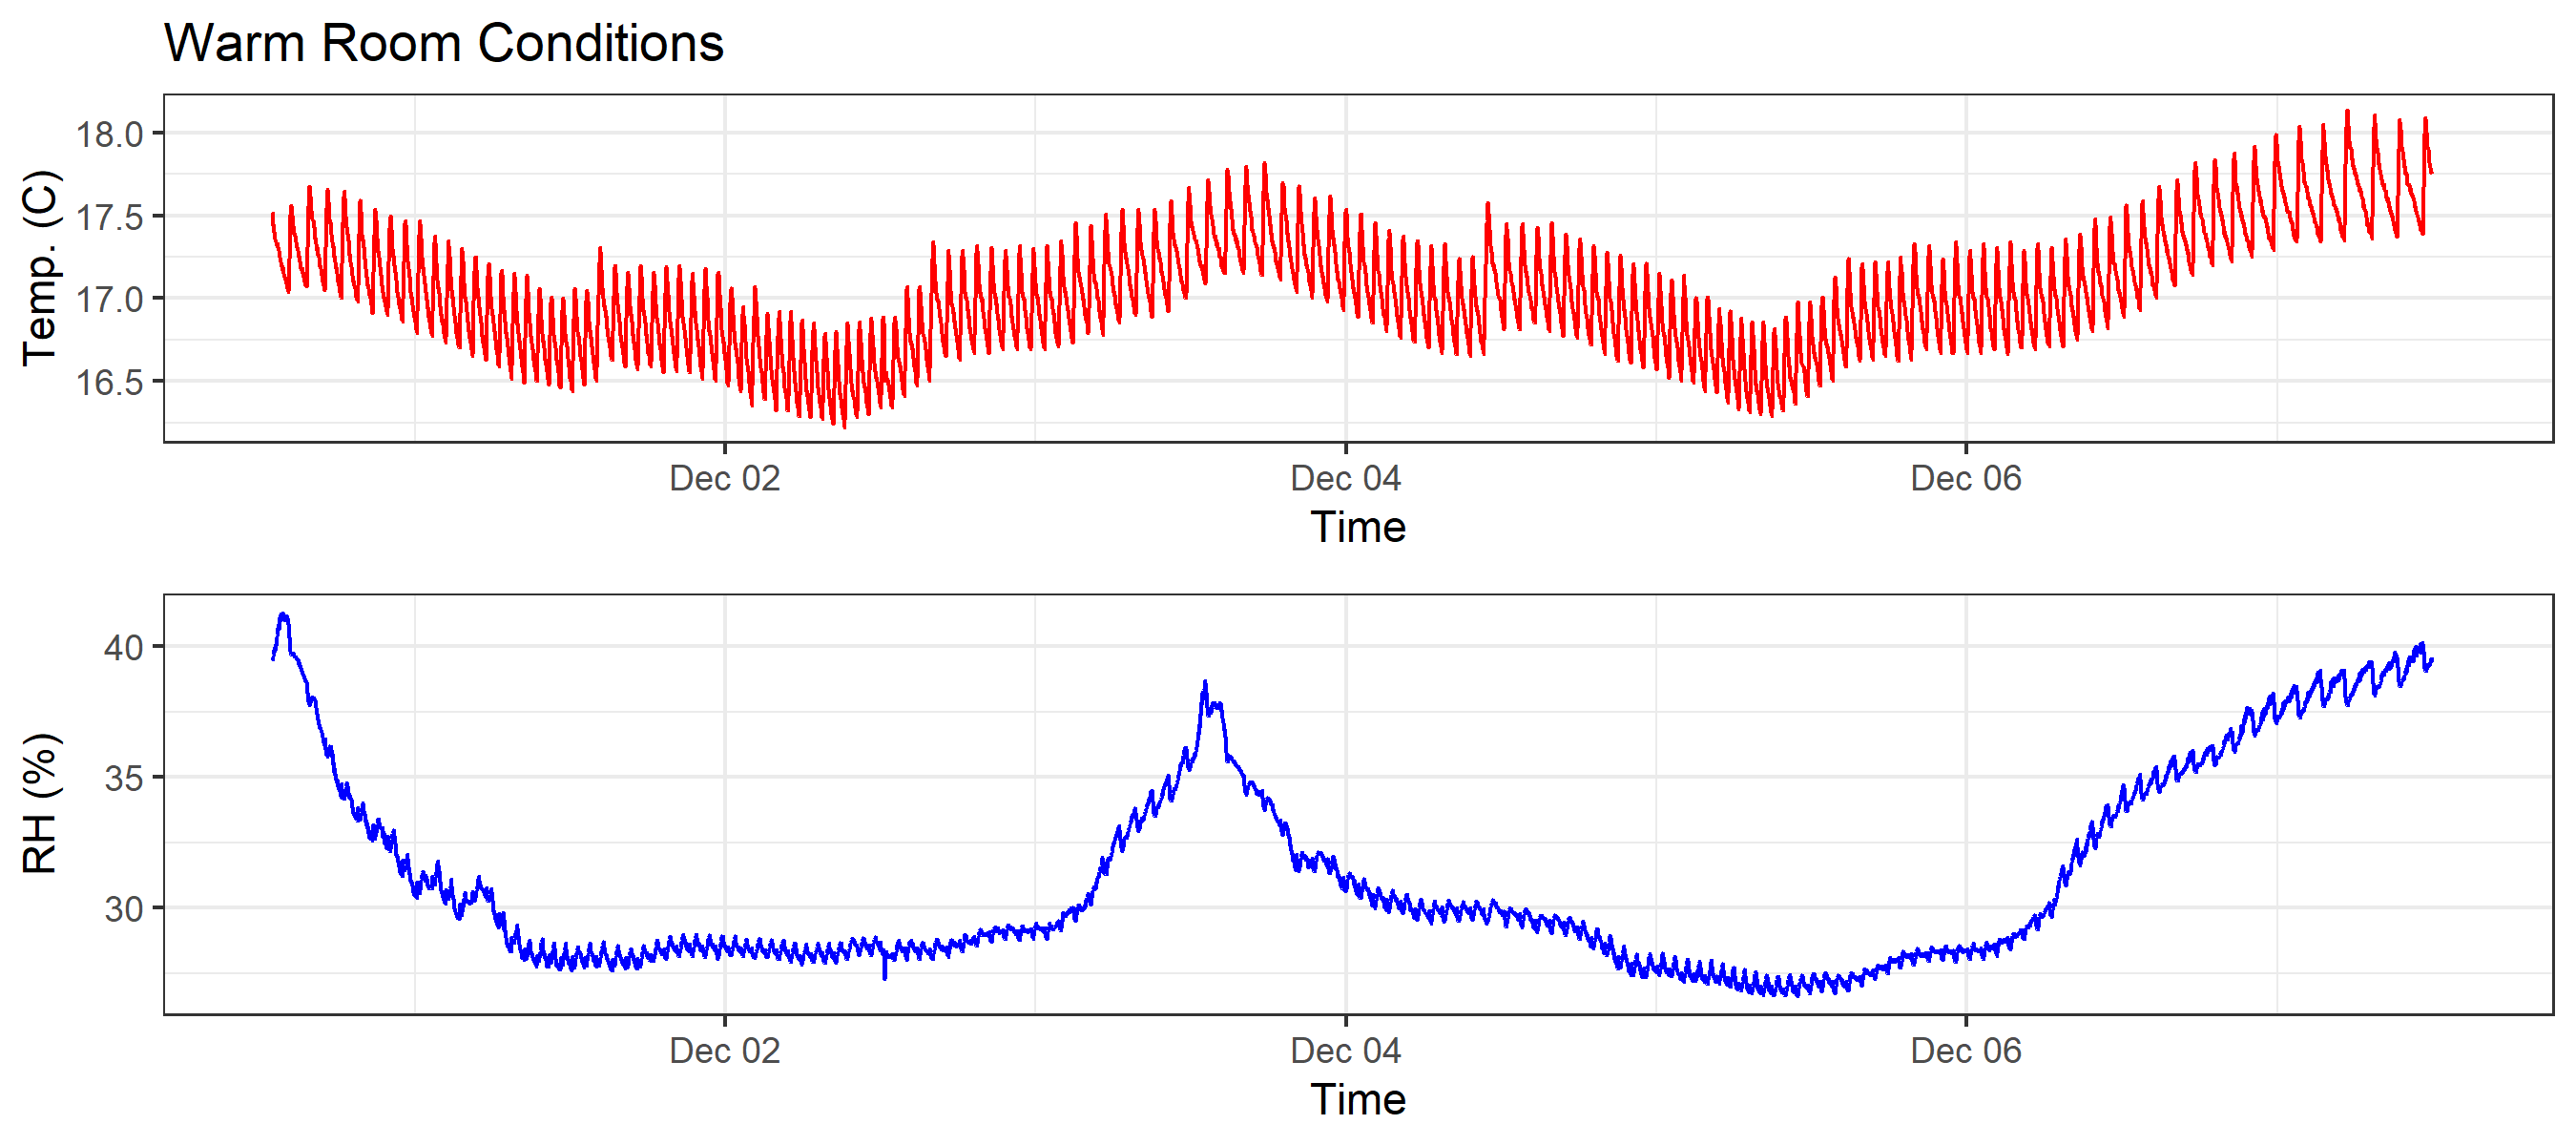 Warm Room Conditions
Temp. (C)
18.0
17.5
17.0
16.5
Dec 02 Dec 04 Dec 06
Time
RH (%)
40
35
30
Dec 02 Dec 04 Dec 06
Time